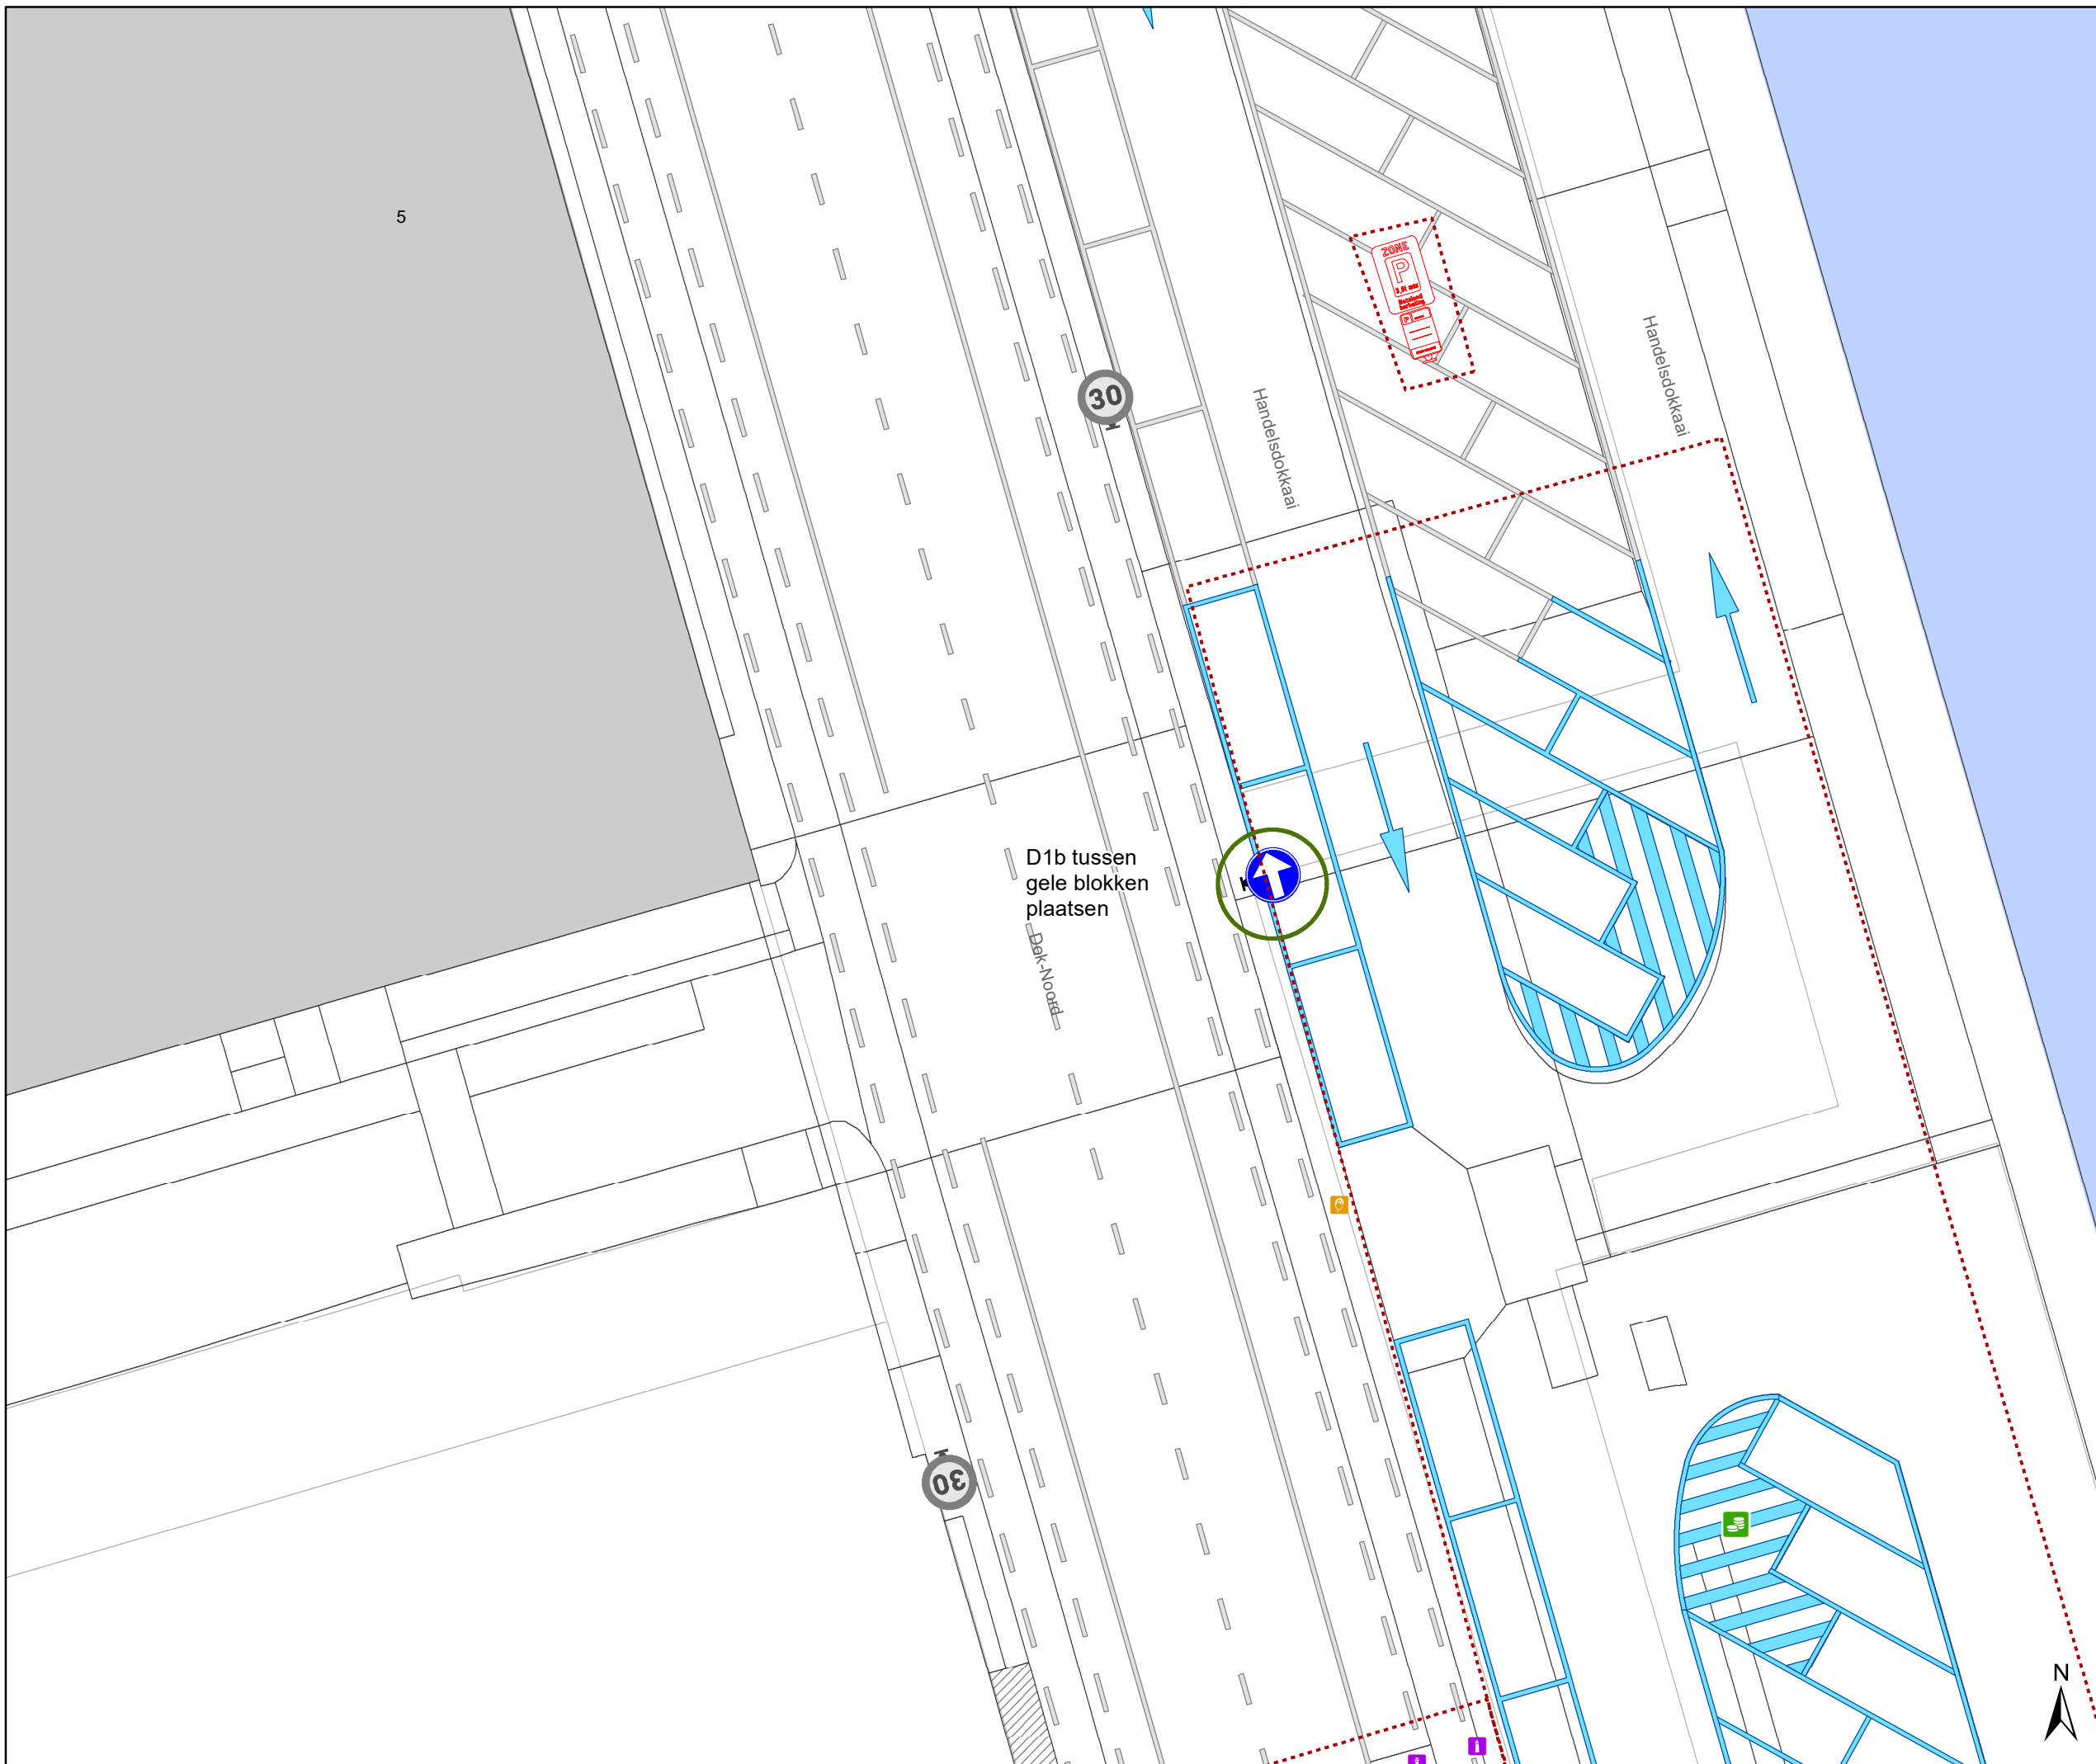 5
ZONE
P
30
Handelsdokkaai
Handelsdokkaai
D1b tussen
gele blokken
plaatsen
Dok-Noord
30
N